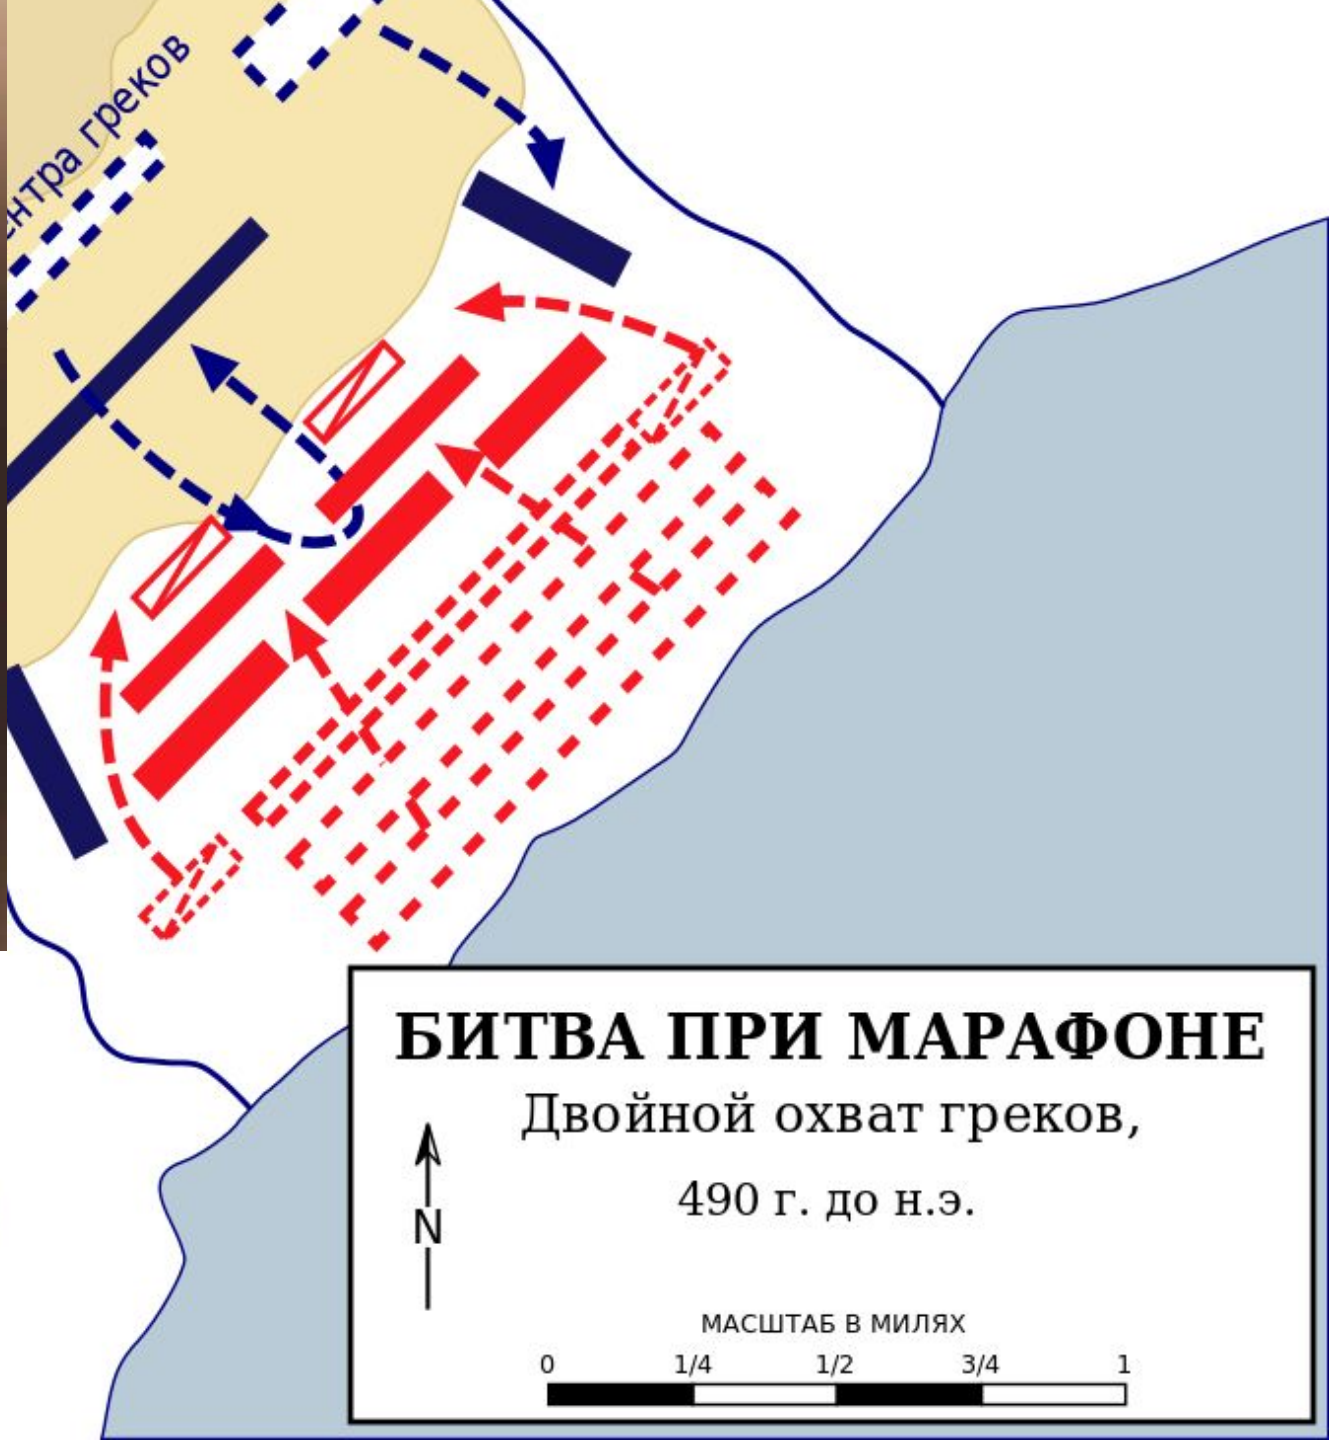 нтра греков
БИТВА ПРИ МАРАФОНЕ
Двойной охват греков,
490 г. до н.э.
N
МАСШТАБ В МИЛЯХ
0 1/4 1/2 3/4 1